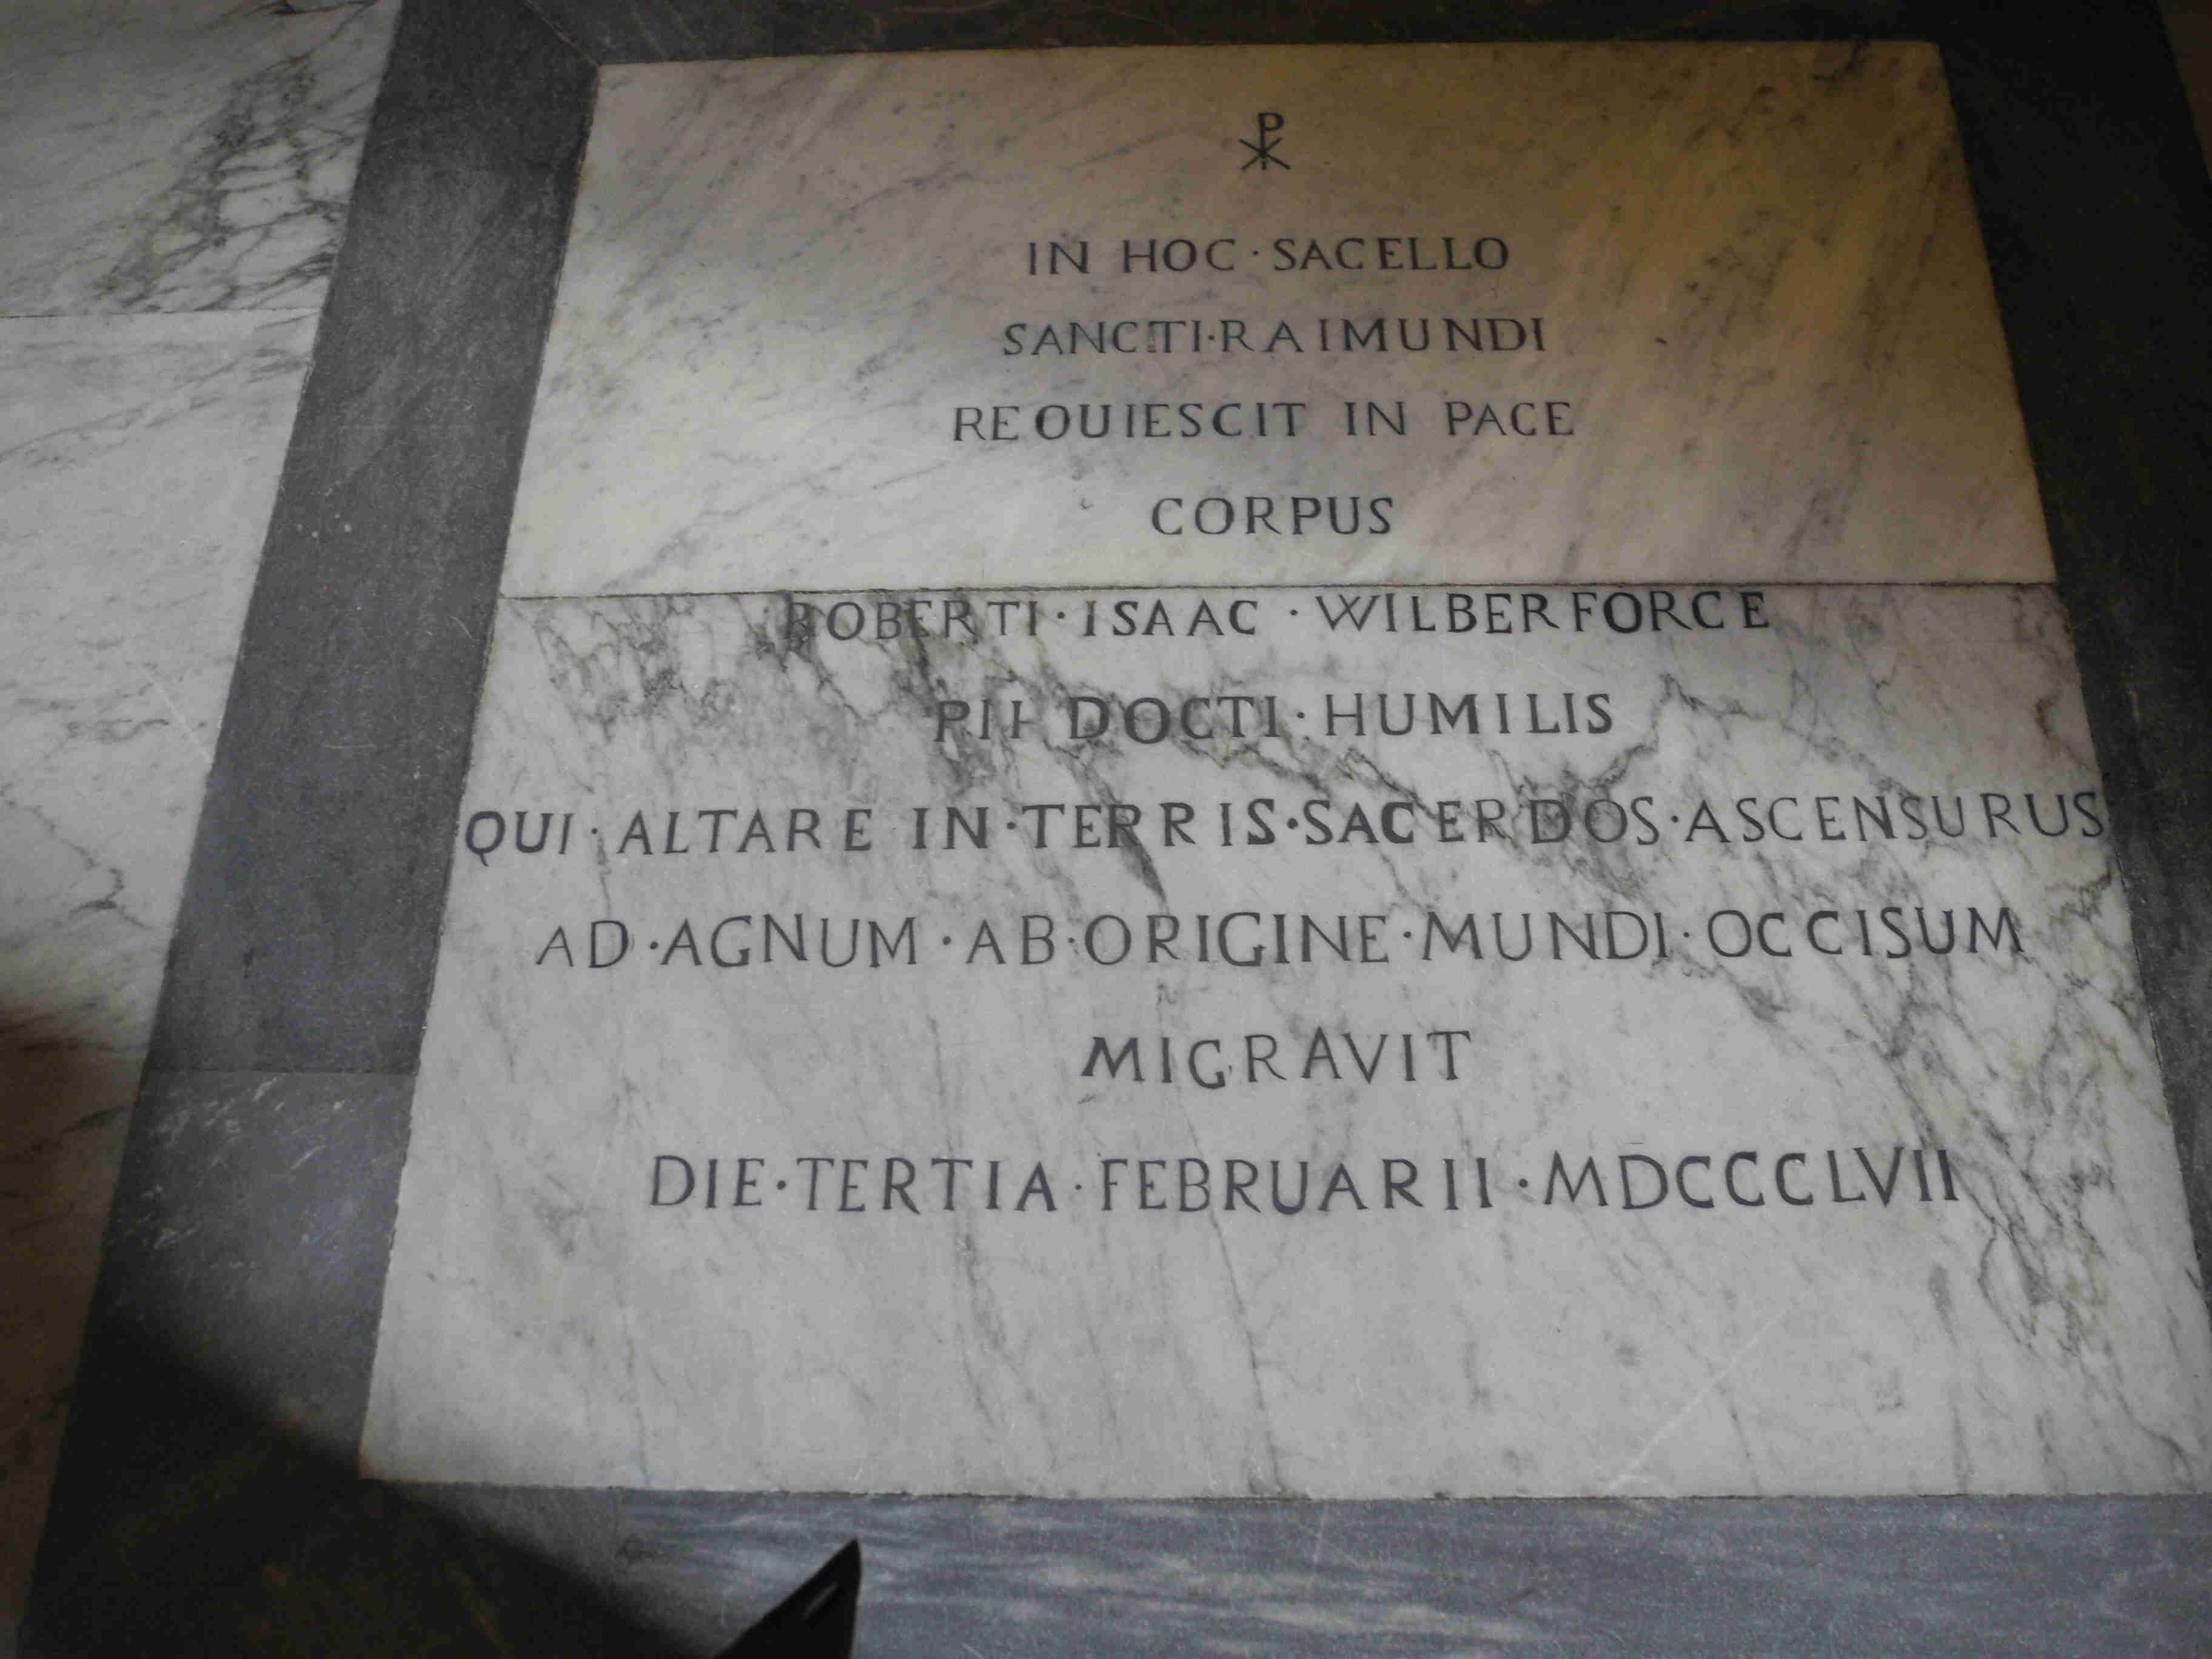 ☧
IN HOC · SACELLO
SANCTI · RAIMUNDI
REQUIESCIT IN PACE
CORPUS
ROBERTI · ISAAC · WILBERFORCE
PII DOCTI · HUMILIS
QUI · ALTARE IN · TERRIS · SACERDOS · ASCENSURUS
AD · AGNUM · AB · ORIGINE · MUNDI · OCCISUM
MIGRAVIT
DIE · TERTIA · FEBRUARII · MDCCCLVII